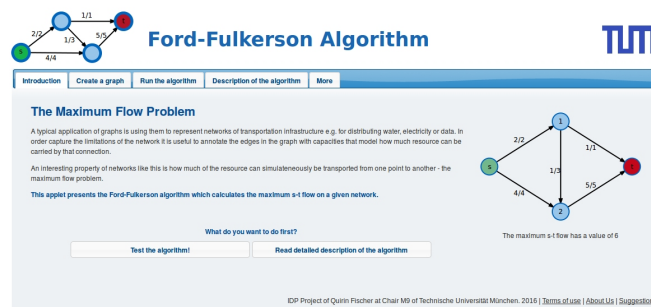 1/1
2/2
1/3
5/5
4/4
s
t
Ford-Fulkerson Algorithm
TUM
Introduction
Create a graph
Run the algorithm
Description of the algorithm
More
The Maximum Flow Problem
A typical application of graphs is using them to represent networks of transportation infrastructure e.g. for distributing water, electricity or data. In
order capture the limitations of the network it is useful to annotate the edges in the graph with capacities that model how much resource can be
carried by that connection.
An interesting property of networks like this is how much of the resource can simulateneously be transported from one point to another - the
maximum flow problem.
This applet presents the Ford-Fulkerson algorithm which calculates the maximum s-t flow on a given network.
1
2/2
1/1
s
1/3
t
4/4
5/5
2
The maximum s-t flow has a value of 6
What do you want to do first?
Test the algorithm!
Read detailed description of the algorithm
IDP Project of Quirin Fischer at Chair M9 of Technische Universität München. 2016 | Terms of use | About Us | Suggestion